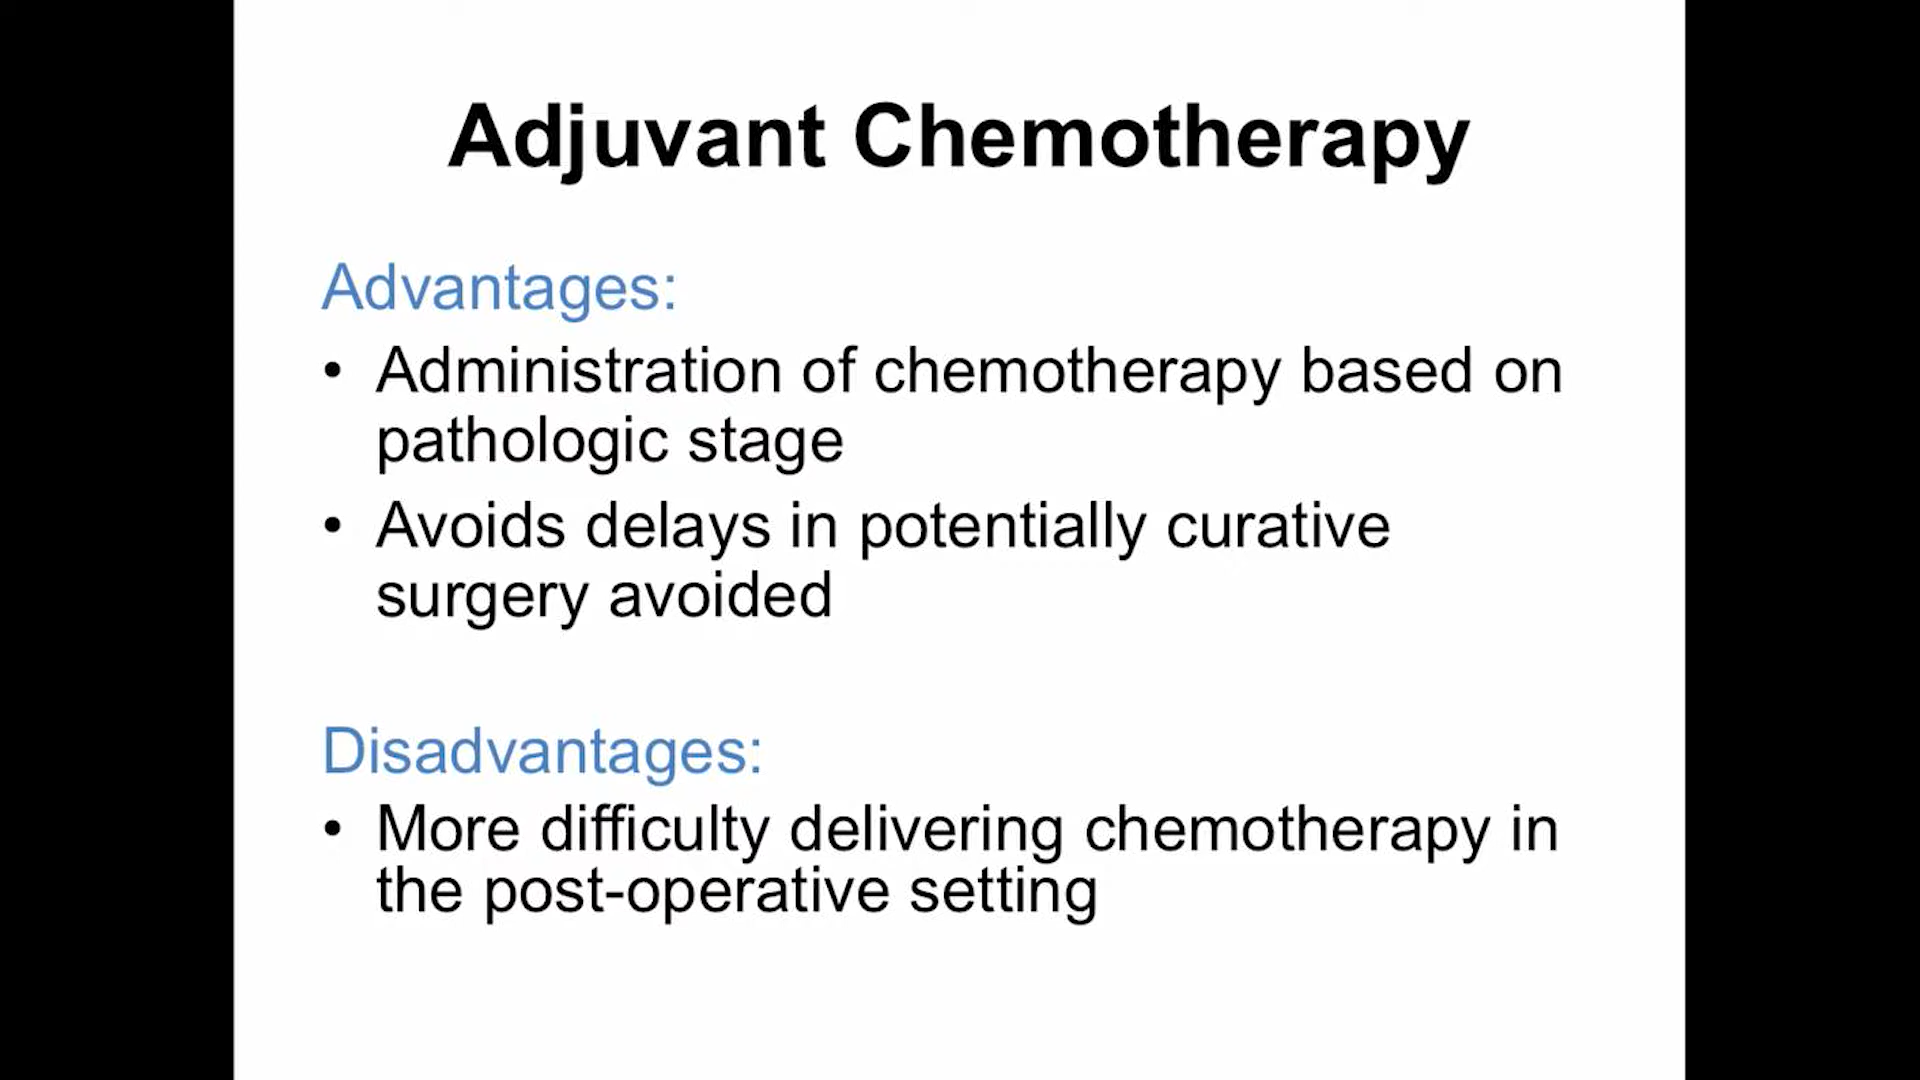 Adjuvant Chemotherapy
Advantages:
• Administration of chemotherapy based on
pathologic stage
• Avoids delays in potentially curative
surgery avoided
Disadvantages:
• More difficulty delivering chemotherapy in
the post-operative setting